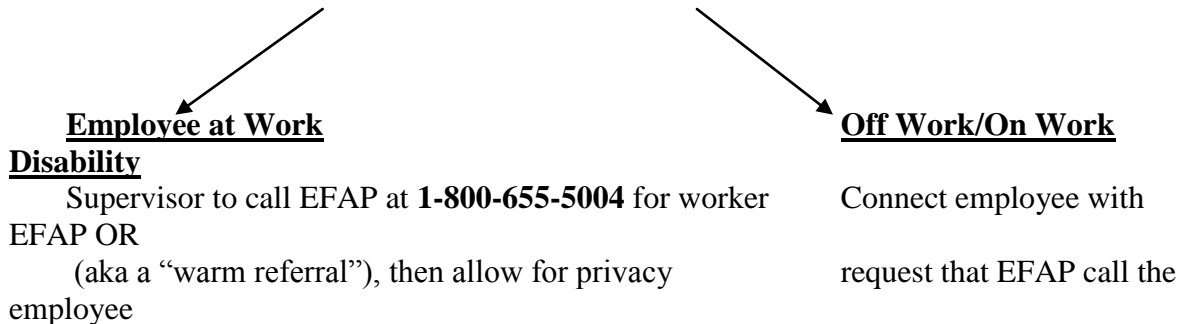 Employee at Work Off Work/On Work
Disability
Supervisor to call EFAP at 1-800-655-5004 for worker Connect employee with
EFAP OR
(aka a “warm referral”), then allow for privacy request that EFAP call the
employee